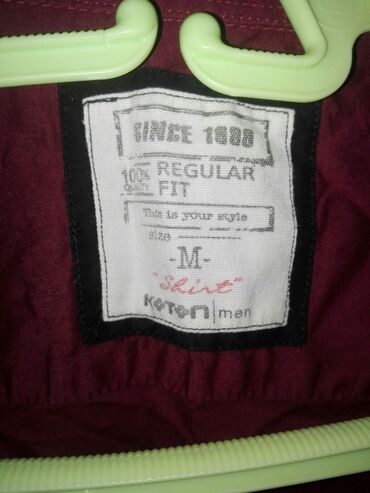 SINCE 1988
100% QUALITY REGULAR FIT
This is your style
size
-M-
"Shirt"
KOTON | men